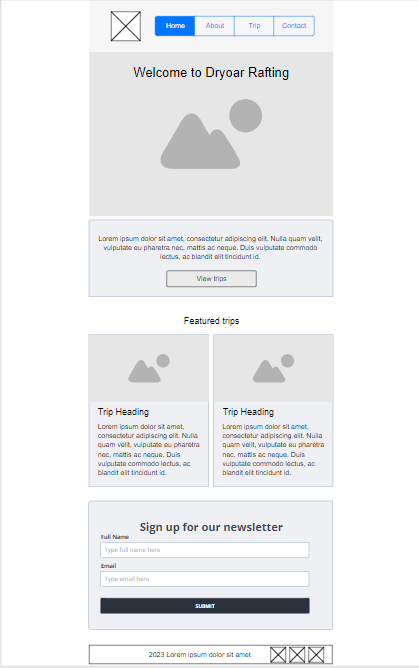 Home About Trip Contact
Welcome to Dryoar Rafting
Lorem ipsum dolor sit amet, consectetur adipiscing elit. Nulla quam velit,
vulputate eu pharetra nec, mattis ac neque. Duis vulputate commodo
lectus, ac blandit elit tincidunt id.
View trips
Featured trips
Trip Heading
Lorem ipsum dolor sit amet,
consectetur adipiscing elit. Nulla
quam velit, vulputate eu pharetra
nec, mattis ac neque. Duis
vulputate commodo lectus, ac
blandit elit tincidunt id.
Trip Heading
Lorem ipsum dolor sit amet,
consectetur adipiscing elit. Nulla
quam velit, vulputate eu pharetra
nec, mattis ac neque. Duis
vulputate commodo lectus, ac
blandit elit tincidunt id.
Sign up for our newsletter
Full Name
Type full name here
Email
Type email here
SUBMIT
2023 Lorem ipsum dolor sit amet